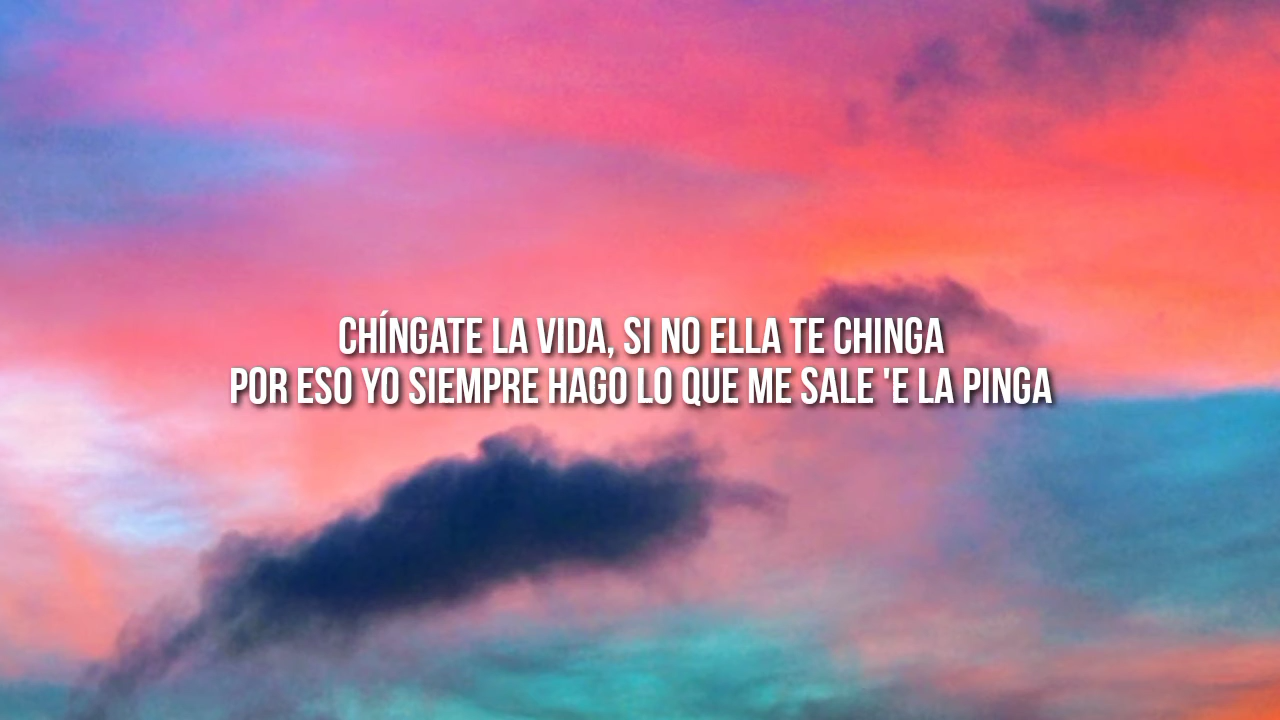 CHÍNGATE LA VIDA, SI NO ELLA TE CHINGA
POR ESO YO SIEMPRE HAGO LO QUE ME SALE 'E LA PINGA